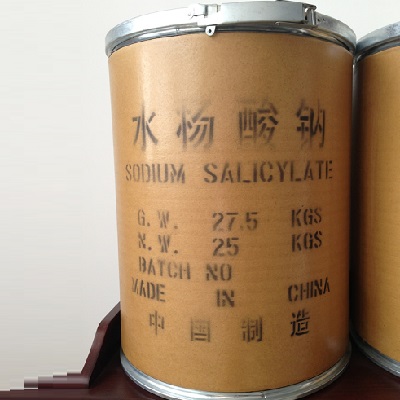 水杨酸钠
SODIUM SALICYLATE
G.W. 27.5 KGS
N.W. 25 KGS
BATCH NO
MADE IN CHINA
中国制造